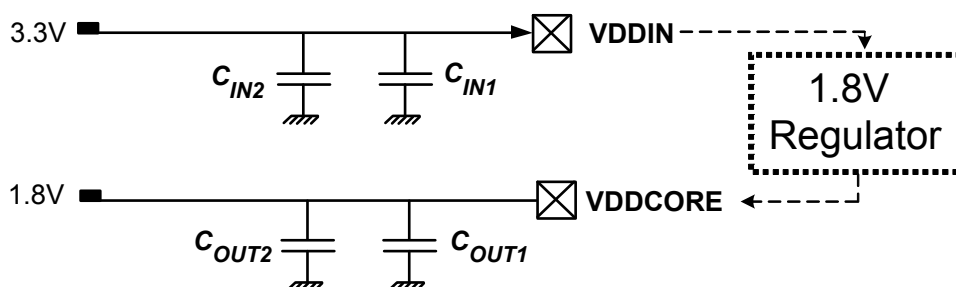 3.3V
VDDIN
C_IN2
C_IN1
1.8V
Regulator
1.8V
VDDCORE
C_OUT2
C_OUT1